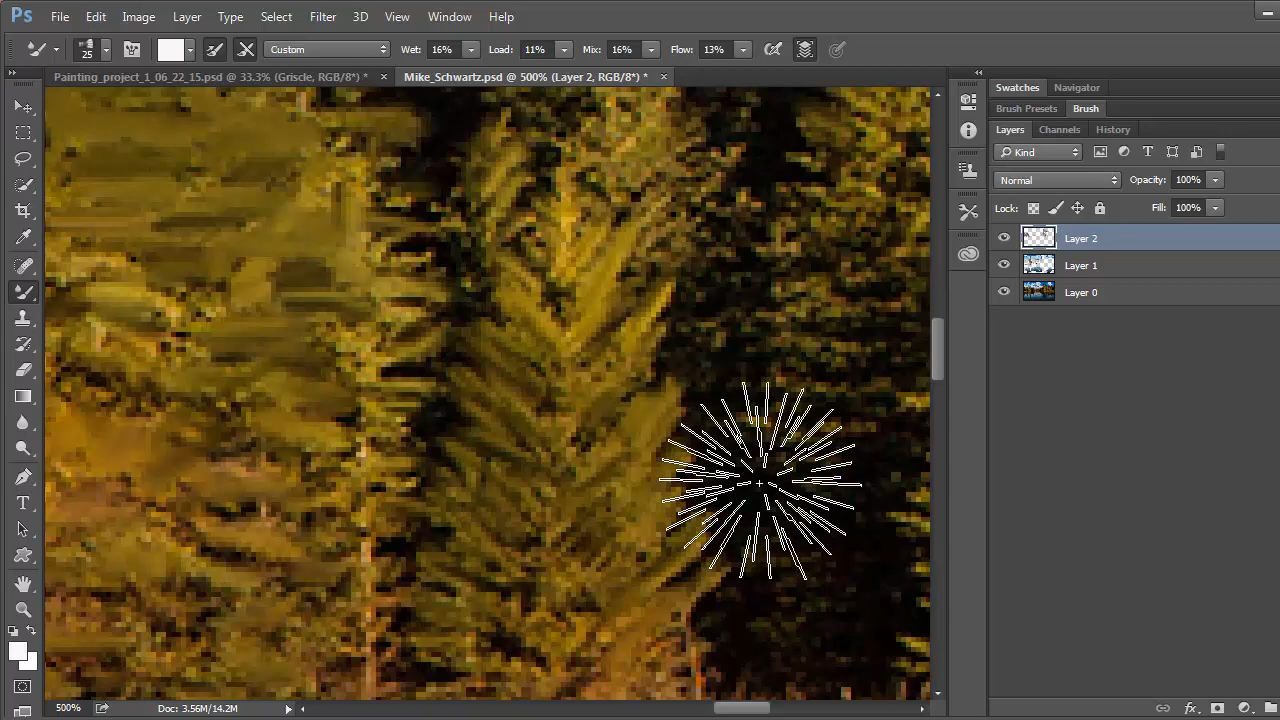 Ps File Edit Image Layer Type Select Filter 3D View Window Help
25 Custom Wet: 16% Load: 11% Mix: 16% Flow: 13%
Painting_project_1_06_22_15.psd @ 33.3% (Griscle, RGB/8*) * × Mike_Schwartz.psd @ 500% (Layer 2, RGB/8*) * ×
Swatches Navigator
Brush Presets Brush
Layers Channels History
Kind
Normal Opacity: 100%
Lock: Fill: 100%
Layer 2
Layer 1
Layer 0
500% Doc: 3.56M/14.2M